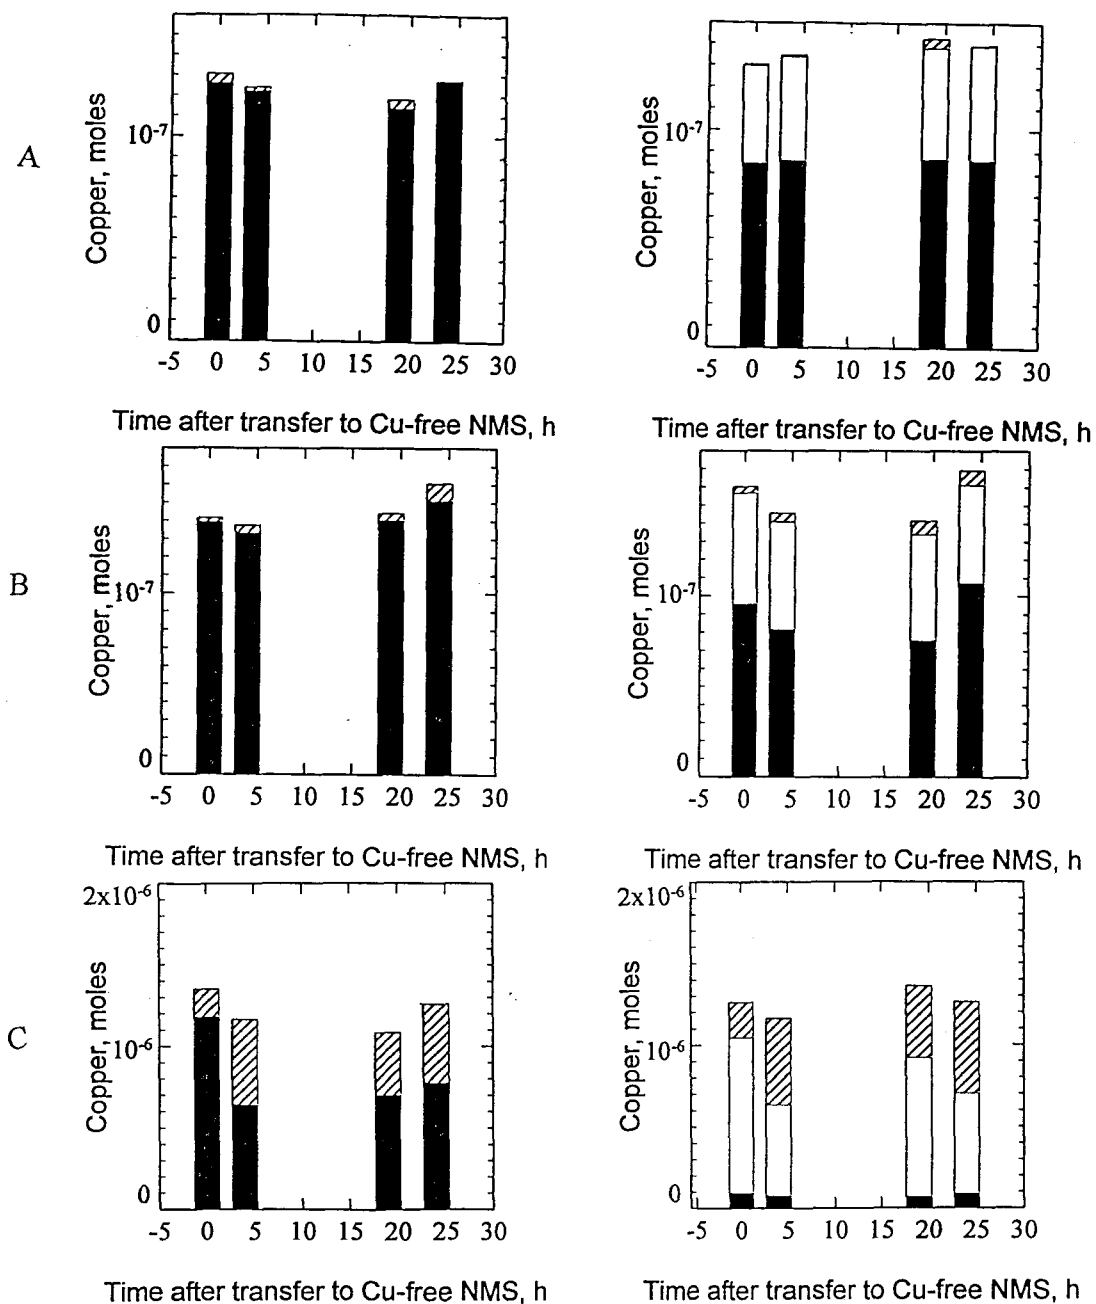 A
Copper, moles
10-7
0
-5 0 5 10 15 20 25 30
Time after transfer to Cu-free NMS, h
Copper, moles
10-7
0
-5 0 5 10 15 20 25 30
Time after transfer to Cu-free NMS, h
B
Copper, moles
10-7
0
-5 0 5 10 15 20 25 30
Time after transfer to Cu-free NMS, h
Copper, moles
10-7
0
-5 0 5 10 15 20 25 30
Time after transfer to Cu-free NMS, h
C
Copper, moles
2x10-6
10-6
0
-5 0 5 10 15 20 25 30
Time after transfer to Cu-free NMS, h
Copper, moles
2x10-6
10-6
0
-5 0 5 10 15 20 25 30
Time after transfer to Cu-free NMS, h